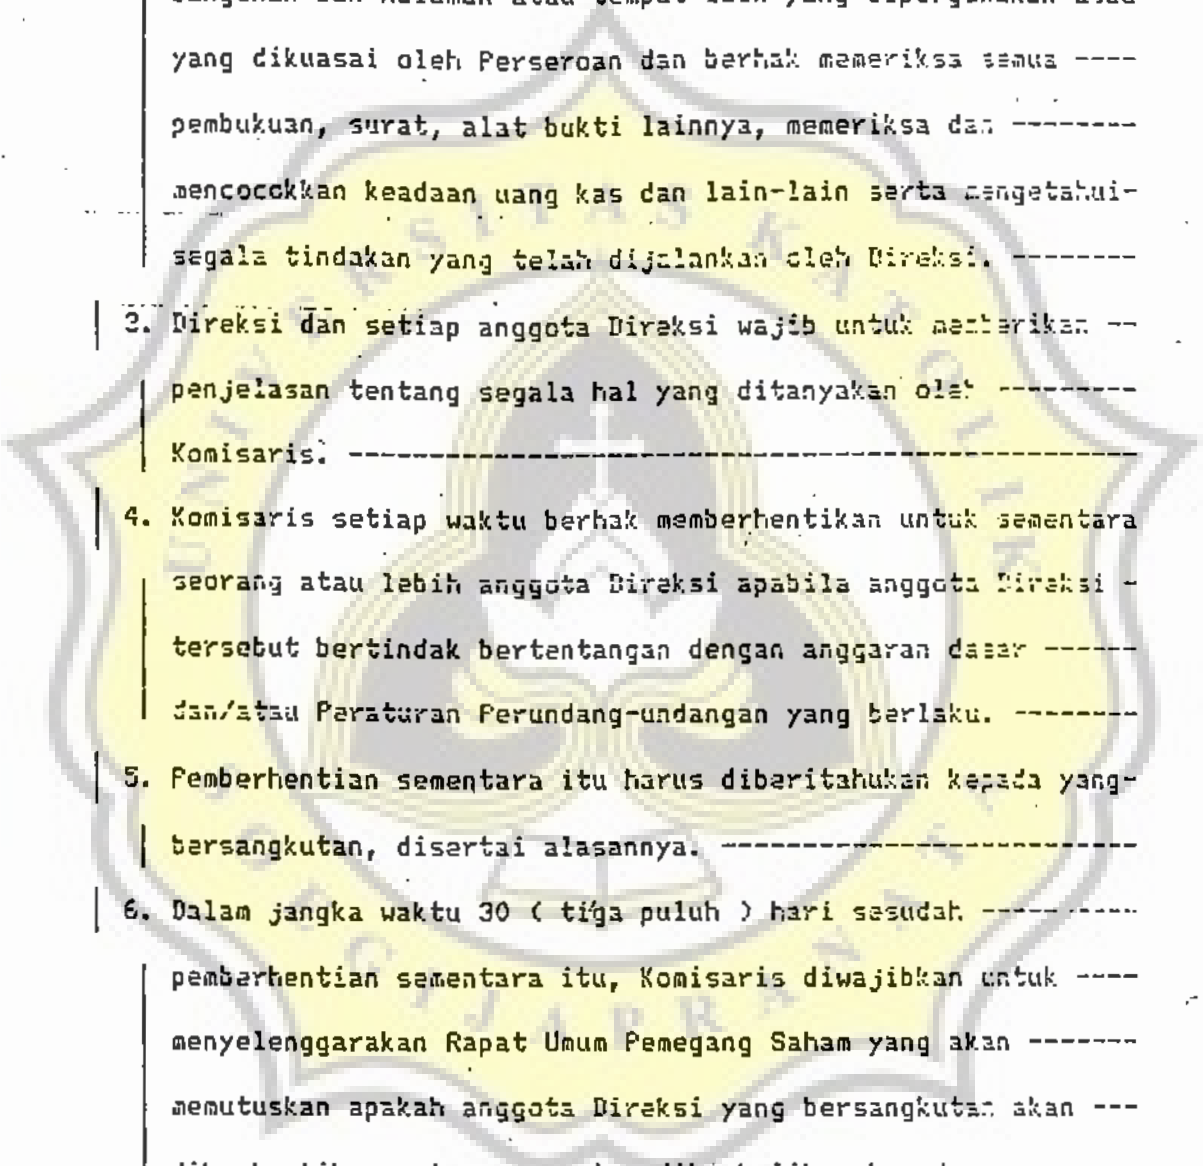 yang dikuasai oleh Perseroan dan berhak memeriksa semua ----
pembukuan, surat, alat bukti lainnya, memeriksa dan --------
mencocokkan keadaan uang kas dan lain-lain serta mengetahui-
segala tindakan yang telah dijalankan oleh Direksi. --------
3. Direksi dan setiap anggota Direksi wajib untuk memberikan --
penjelasan tentang segala hal yang ditanyakan oleh ---------
Komisaris. -------------------------------------------------
4. Komisaris setiap waktu berhak memberhentikan untuk sementara
seorang atau lebih anggota Direksi apabila anggota Direksi -
tersebut bertindak bertentangan dengan anggaran dasar ------
dan/atau Peraturan Perundang-undangan yang berlaku. --------
5. Pemberhentian sementara itu harus diberitahukan kepada yang-
bersangkutan, disertai alasannya. --------------------------
6. Dalam jangka waktu 30 ( tiga puluh ) hari sesudah ----------
pemberhentian sementara itu, Komisaris diwajibkan untuk ----
menyelenggarakan Rapat Umum Pemegang Saham yang akan -------
memutuskan apakah anggota Direksi yang bersangkutan akan ---
UNIVERSITAS KATOLIK
SOEGIJAPRANATA